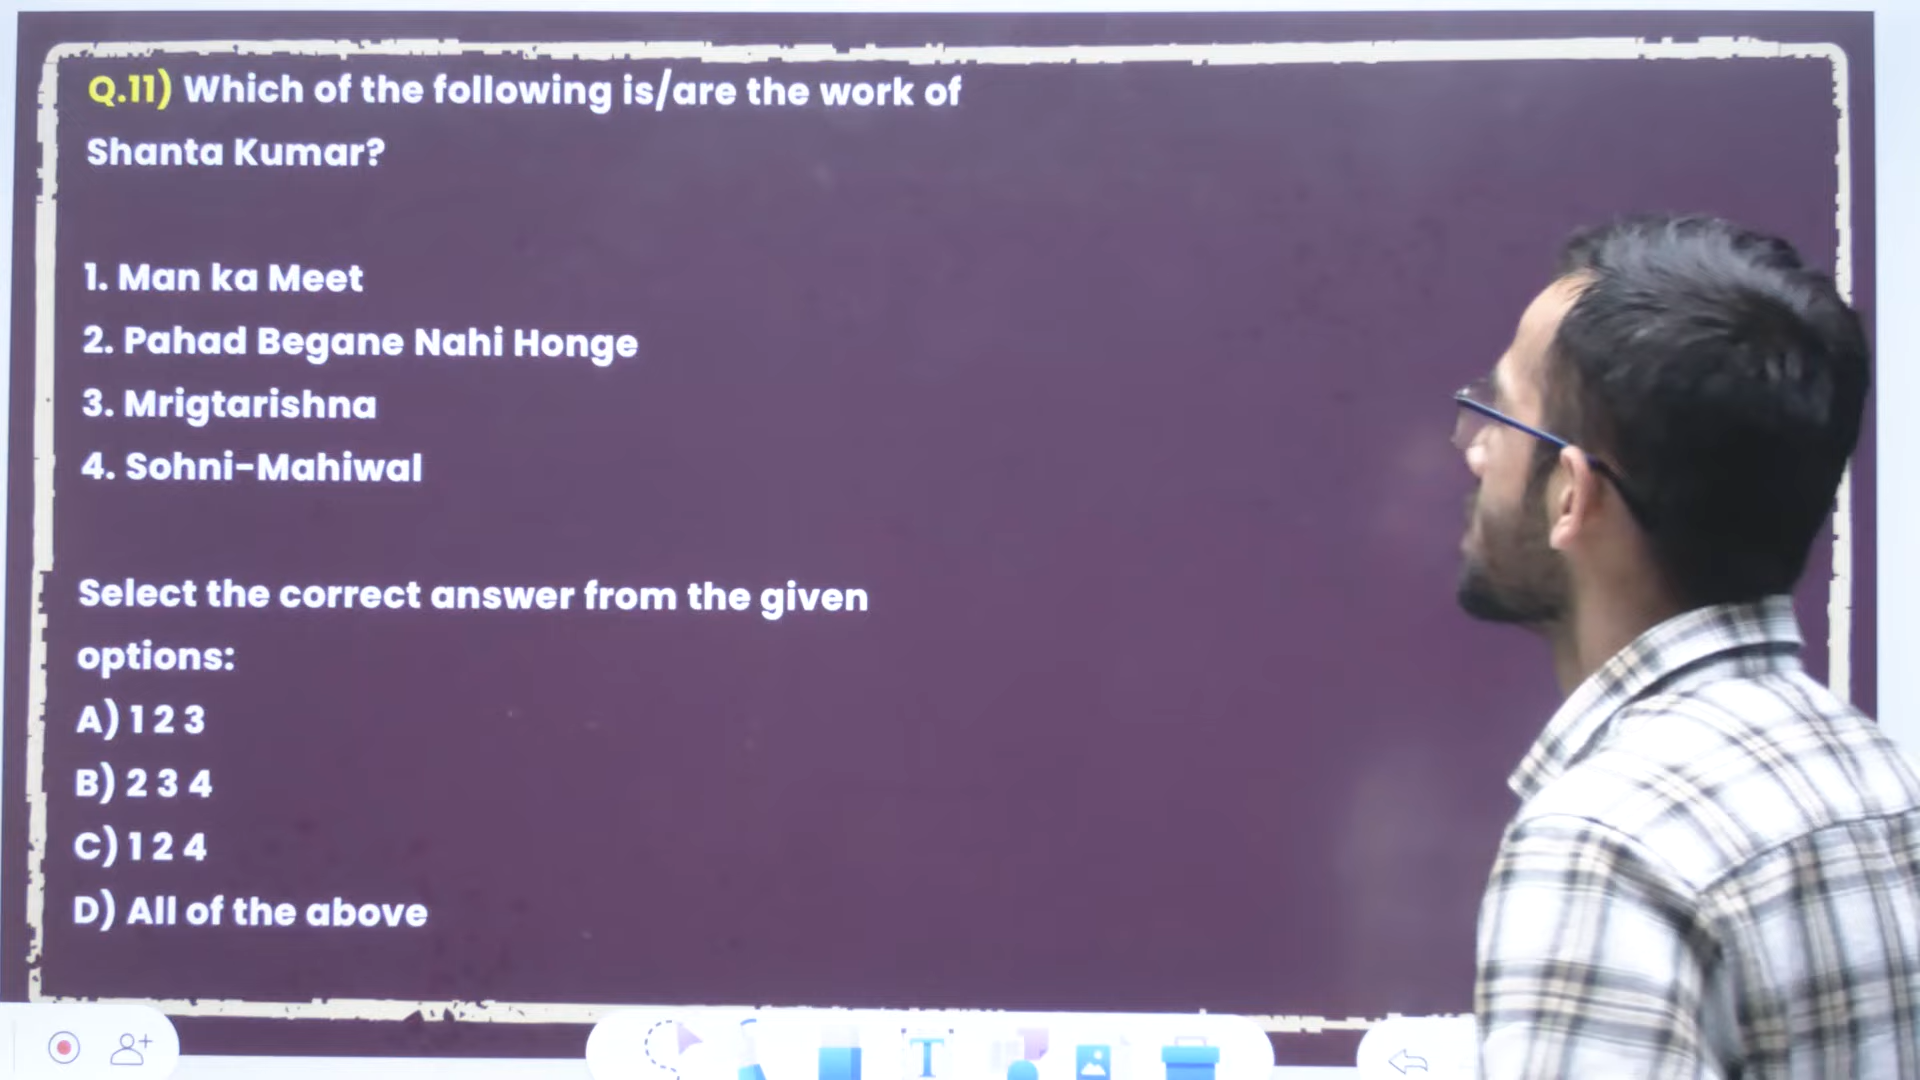 Q.11) Which of the following is/are the work of
Shanta Kumar?
1. Man ka Meet
2. Pahad Begane Nahi Honge
3. Mrigtarishna
4. Sohni-Mahiwal
Select the correct answer from the given
options:
A) 1 2 3
B) 2 3 4
C) 1 2 4
D) All of the above
T